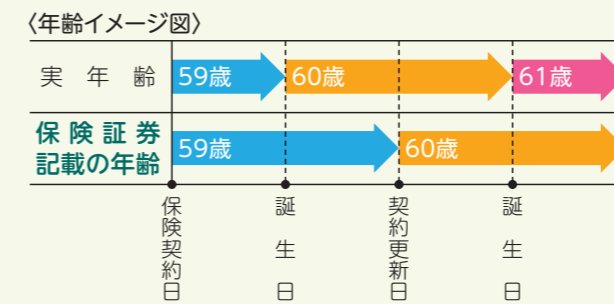 〈年齢イメージ図〉
実年齢 59歳 60歳 61歳
保険証券
記載の年齢 59歳 60歳
保険契約日 誕生日 契約更新日 誕生日